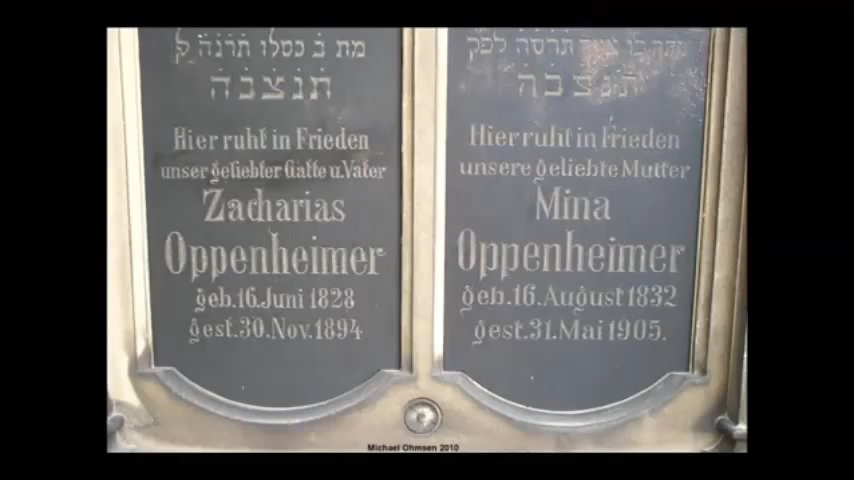 מת ב׳ כסלו תרנ״ה ל׳
תנצבה
Hier ruht in Frieden
unser geliebter Gatte u. Vater
Zacharias
Oppenheimer
geb. 16. Juni 1828
gest. 30. Nov. 1894
תרסה לפק
תנצבה
Hier ruht in Frieden
unsere geliebte Mutter
Mina
Oppenheimer
geb. 16. August 1832
gest. 31. Mai 1905.
Michael Ohmsen 2010